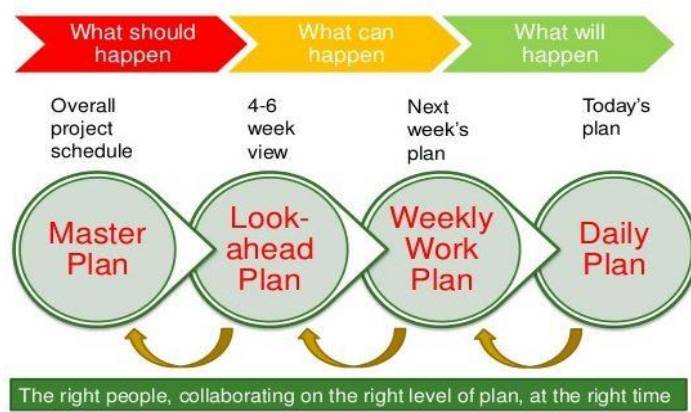 What should
happen
What can
happen
What will
happen
Overall
project
schedule
4-6
week
view
Next
week's
plan
Today's
plan
Master
Plan
Look-
ahead
Plan
Weekly
Work
Plan
Daily
Plan
The right people, collaborating on the right level of plan, at the right time